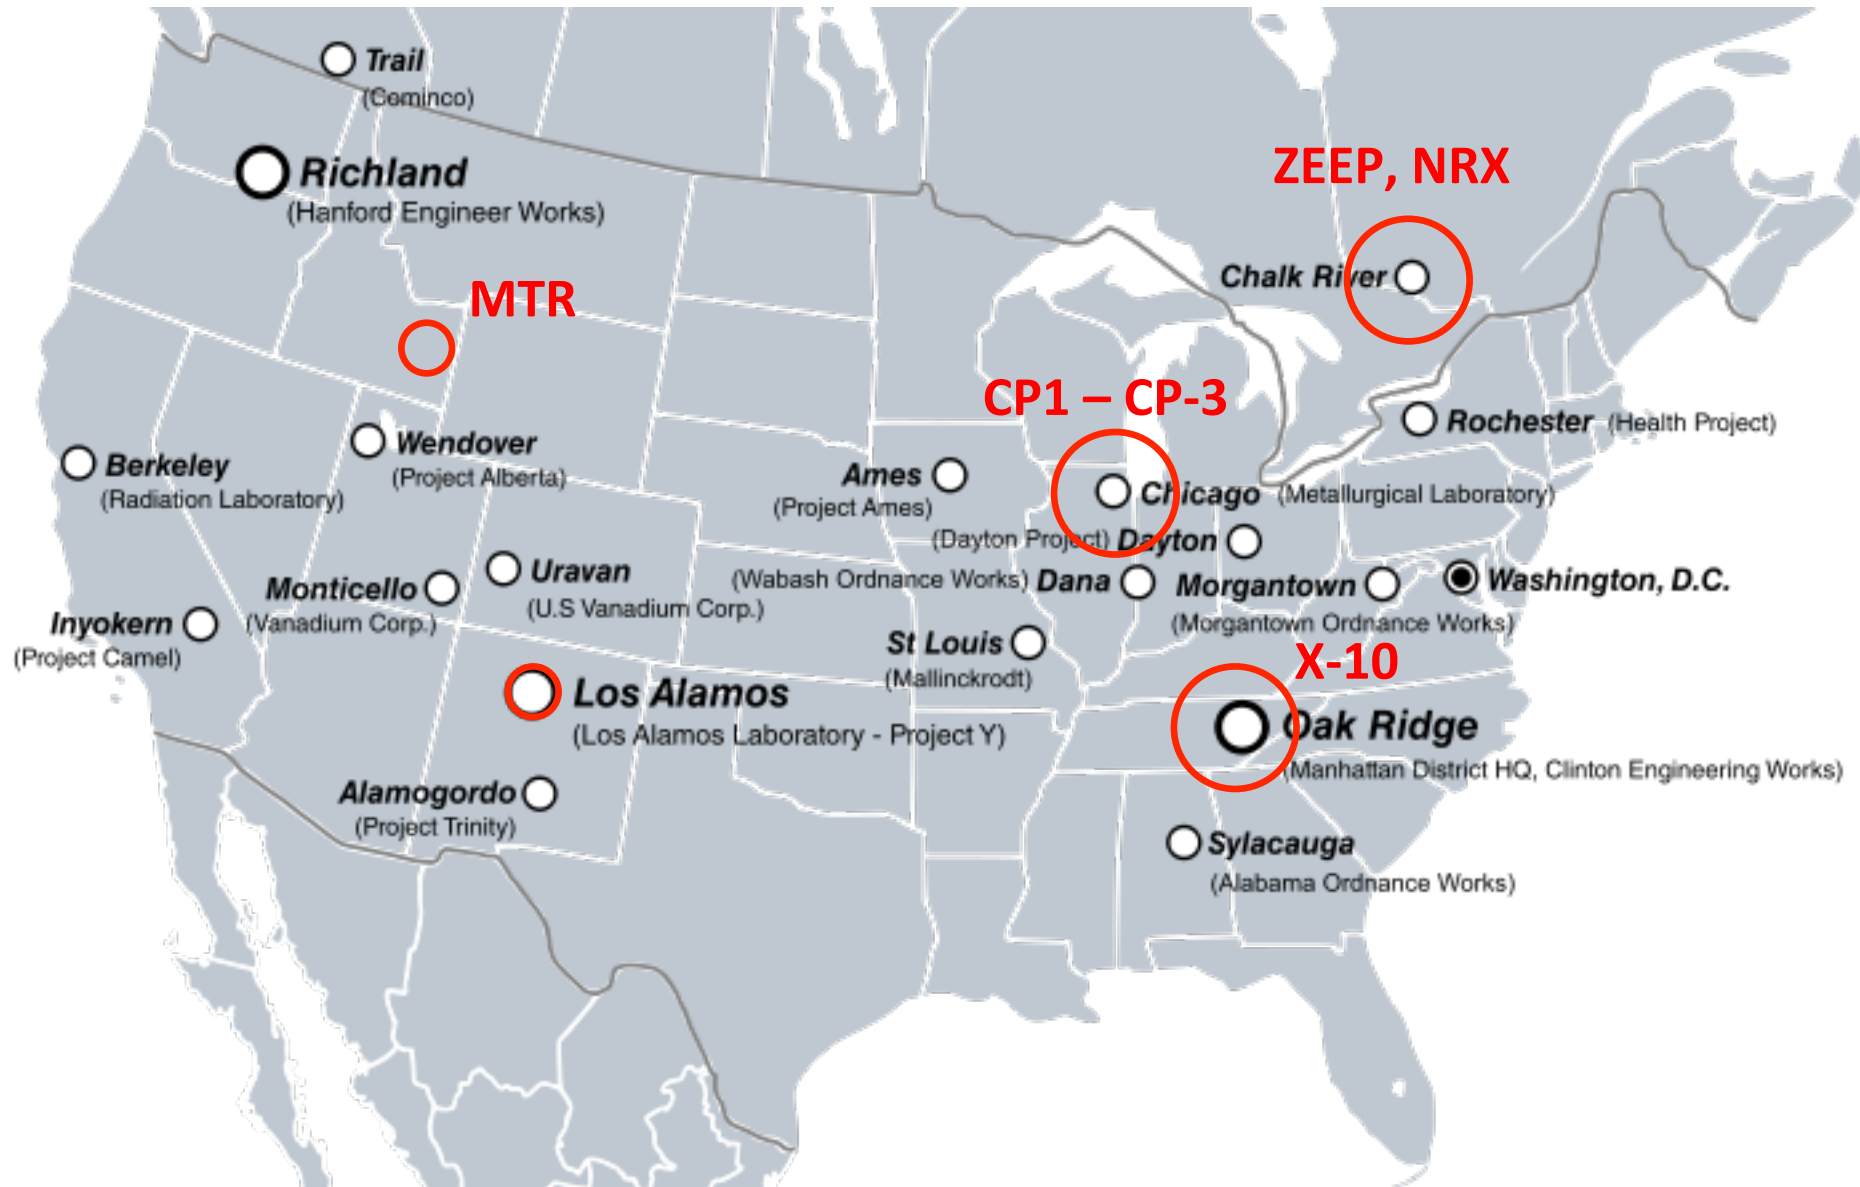 Trail
(Cominco)
Richland
(Hanford Engineer Works)
ZEEP, NRX
Chalk River
MTR
CP1 – CP-3
Rochester (Health Project)
Wendover
(Project Alberta)
Berkeley
(Radiation Laboratory)
Ames
(Project Ames)
Chicago (Metallurgical Laboratory)
(Dayton Project) Dayton
(Wabash Ordnance Works) Dana
Morgantown
(Morgantown Ordnance Works)
Washington, D.C.
Uravan
(U.S Vanadium Corp.)
Monticello
(Vanadium Corp.)
Inyokern
(Project Camel)
St Louis
(Mallinckrodt)
X-10
Los Alamos
(Los Alamos Laboratory - Project Y)
Oak Ridge
(Manhattan District HQ, Clinton Engineering Works)
Alamogordo
(Project Trinity)
Sylacauga
(Alabama Ordnance Works)